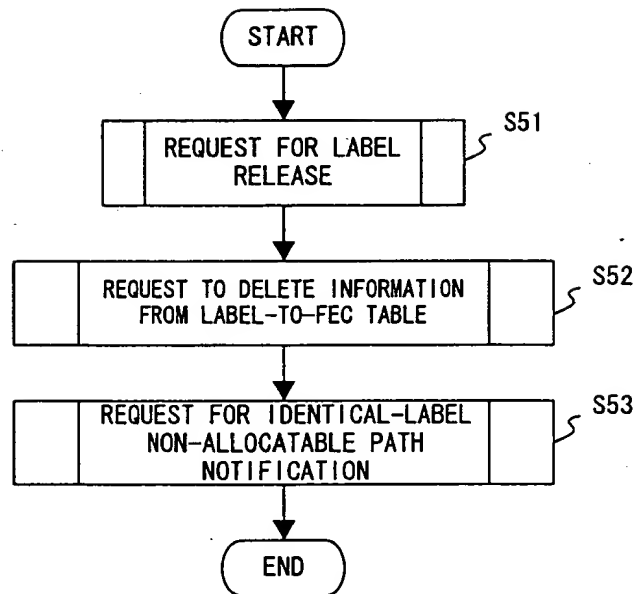 START
REQUEST FOR LABEL
RELEASE
S51
REQUEST TO DELETE INFORMATION
FROM LABEL-TO-FEC TABLE
S52
REQUEST FOR IDENTICAL-LABEL
NON-ALLOCATABLE PATH
NOTIFICATION
S53
END